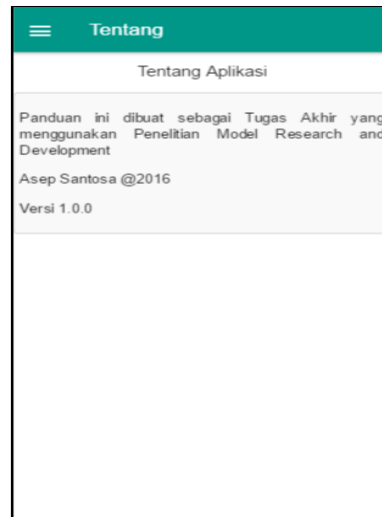 Tentang
Tentang Aplikasi
Panduan ini dibuat sebagai Tugas Akhir yang
menggunakan Penelitian Model Research and
Development
Asep Santosa @2016
Versi 1.0.0